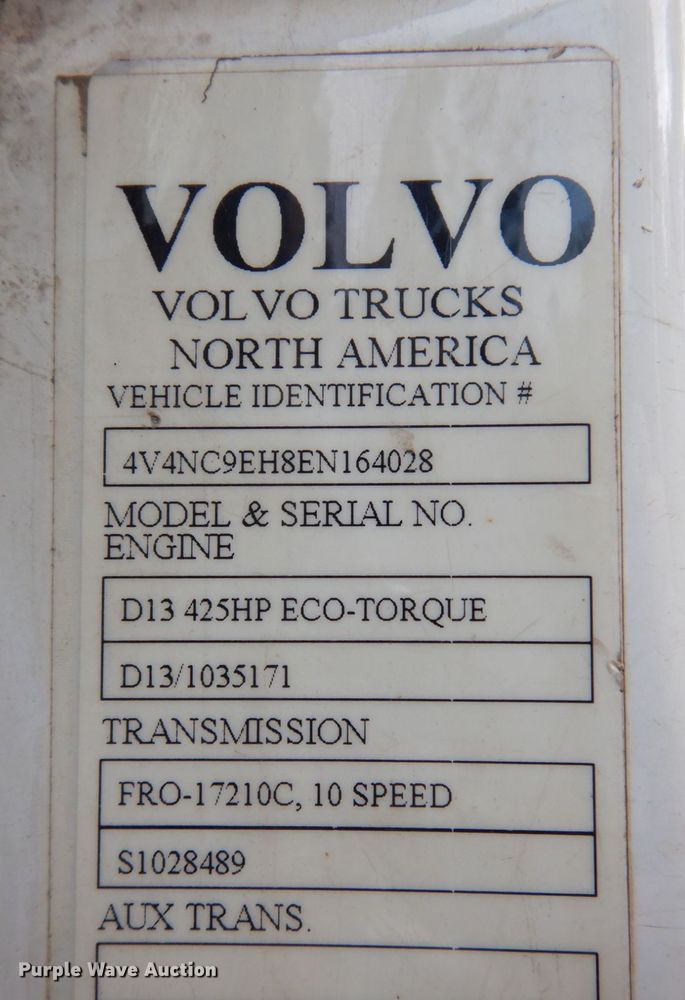 VOLVO
VOLVO TRUCKS
NORTH AMERICA
VEHICLE IDENTIFICATION #
4V4NC9EH8EN164028
MODEL & SERIAL NO.
ENGINE
D13 425HP ECO-TORQUE
D13/1035171
TRANSMISSION
FRO-17210C, 10 SPEED
S1028489
AUX TRANS.
Purple Wave Auction